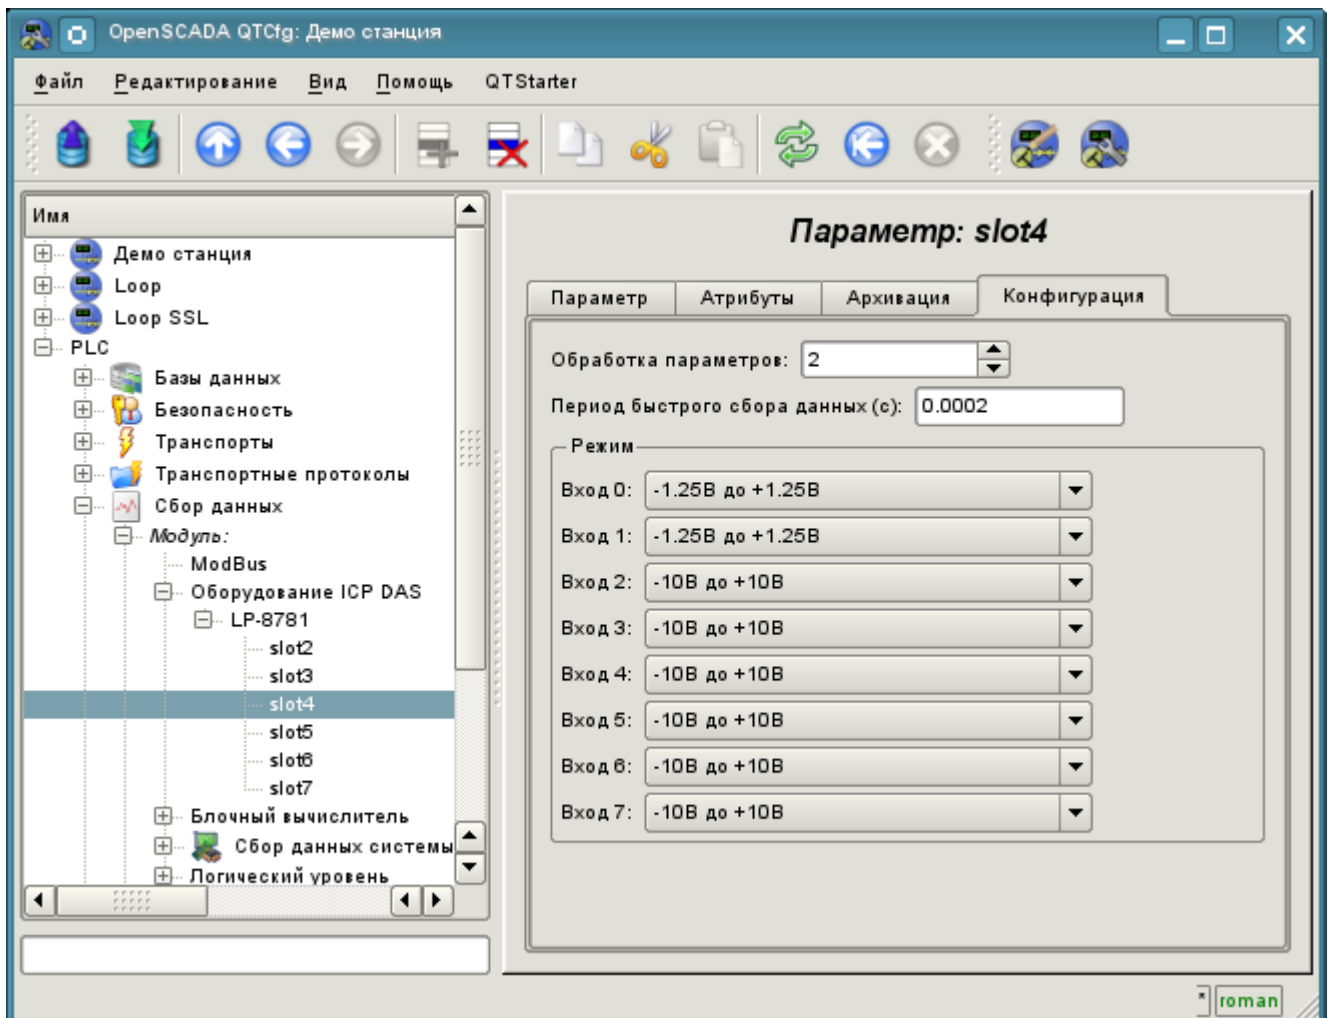 OpenSCADA QTCfg: Демо станция
Файл Редактирование Вид Помощь QTStarter
Имя
Демо станция
Loop
Loop SSL
PLC
Базы данных
Безопасность
Транспорты
Транспортные протоколы
Сбор данных
Модуль:
ModBus
Оборудование ICP DAS
LP-8781
slot2
slot3
slot4
slot5
slot6
slot7
Блочный вычислитель
Сбор данных системы
Логический уровень
Параметр: slot4
Параметр Атрибуты Архивация Конфигурация
Обработка параметров: 2
Период быстрого сбора данных (с): 0.0002
Режим
Вход 0: -1.25В до +1.25В
Вход 1: -1.25В до +1.25В
Вход 2: -10В до +10В
Вход 3: -10В до +10В
Вход 4: -10В до +10В
Вход 5: -10В до +10В
Вход 6: -10В до +10В
Вход 7: -10В до +10В
* roman